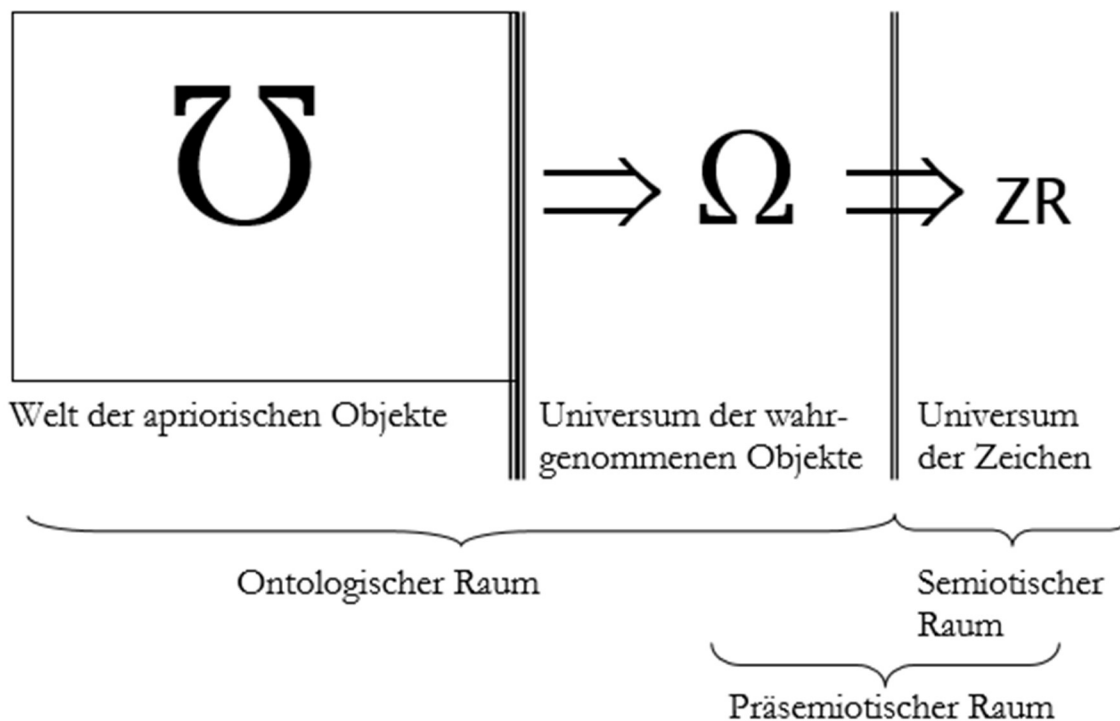 ℧ ⇒ Ω ⇒ ZR
Welt der apriorischen Objekte
Universum der wahr-
genommenen Objekte
Universum
der Zeichen
Ontologischer Raum
Semiotischer
Raum
Präsemiotischer Raum